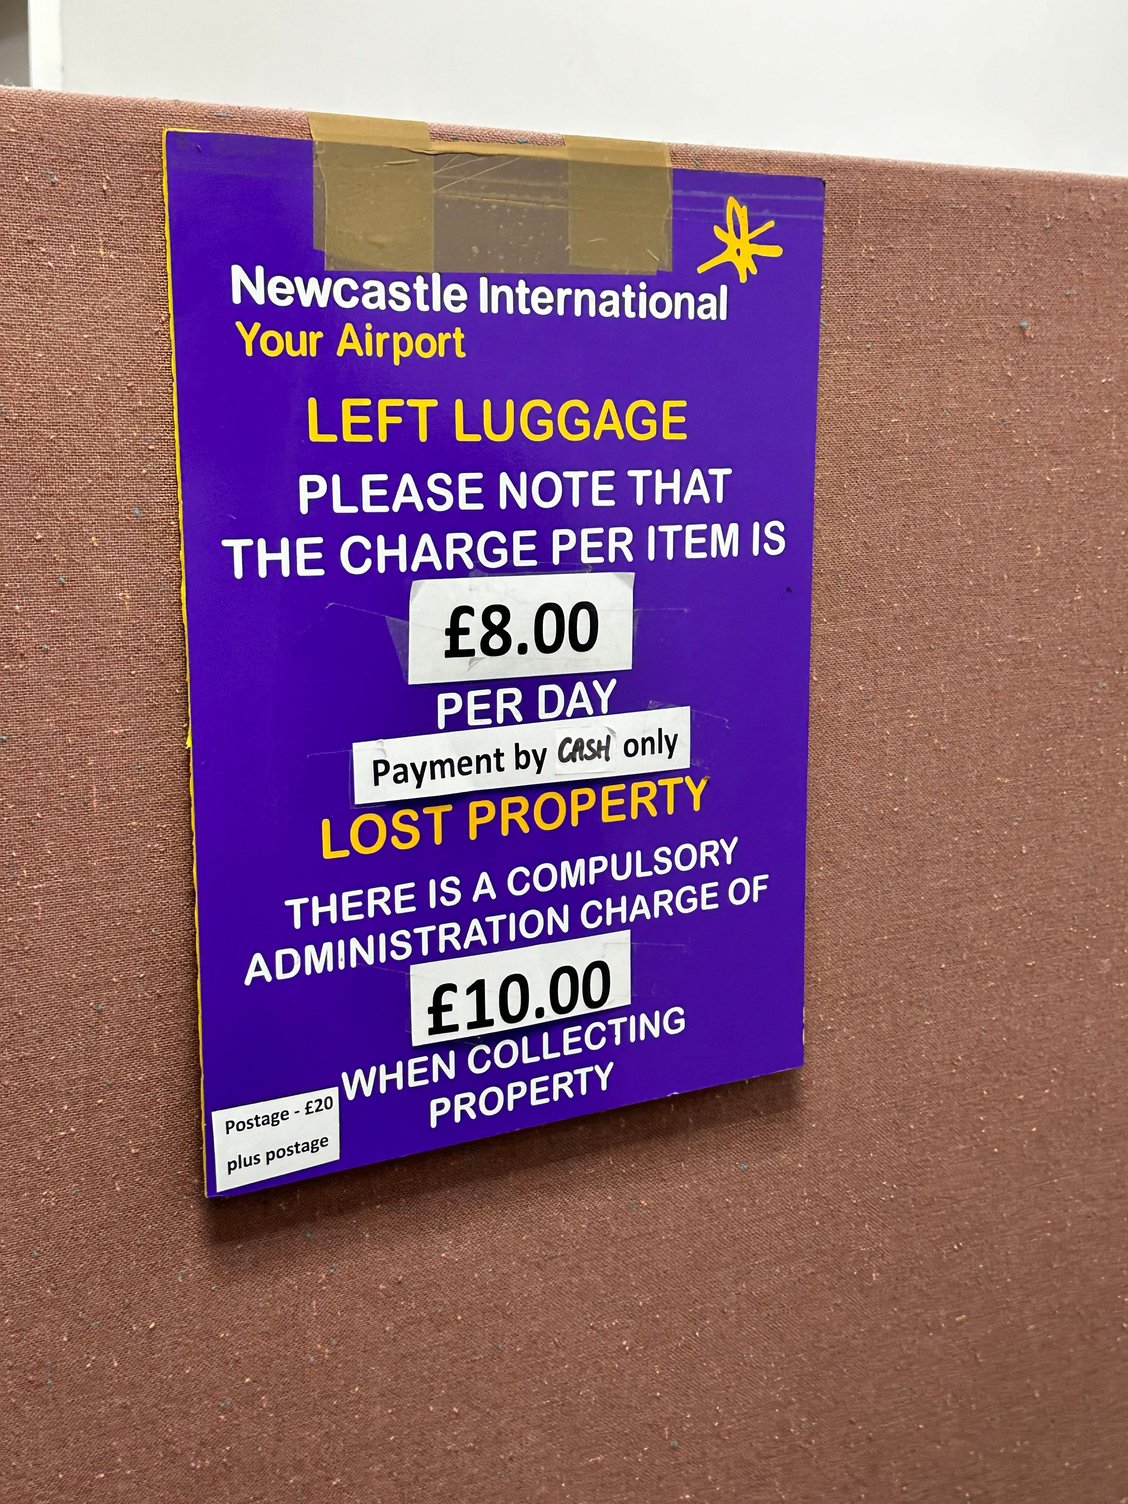 Newcastle International
Your Airport
LEFT LUGGAGE
PLEASE NOTE THAT
THE CHARGE PER ITEM IS
£8.00
PER DAY
Payment by CASH only
LOST PROPERTY
THERE IS A COMPULSORY
ADMINISTRATION CHARGE OF
£10.00
WHEN COLLECTING
PROPERTY
Postage - £20
plus postage